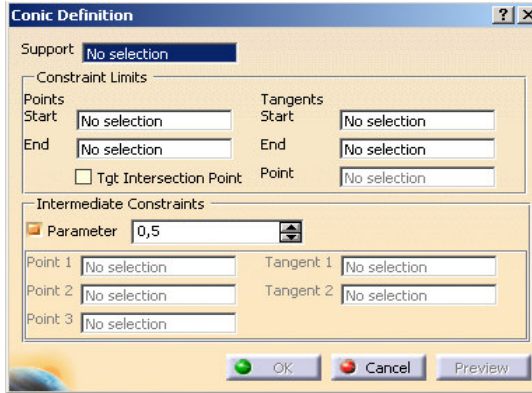 Conic Definition
Support No selection
Constraint Limits
Points Tangents
Start No selection Start No selection
End No selection End No selection
Tgt Intersection Point Point No selection
Intermediate Constraints
Parameter 0,5
Point 1 No selection Tangent 1 No selection
Point 2 No selection Tangent 2 No selection
Point 3 No selection
OK Cancel Preview